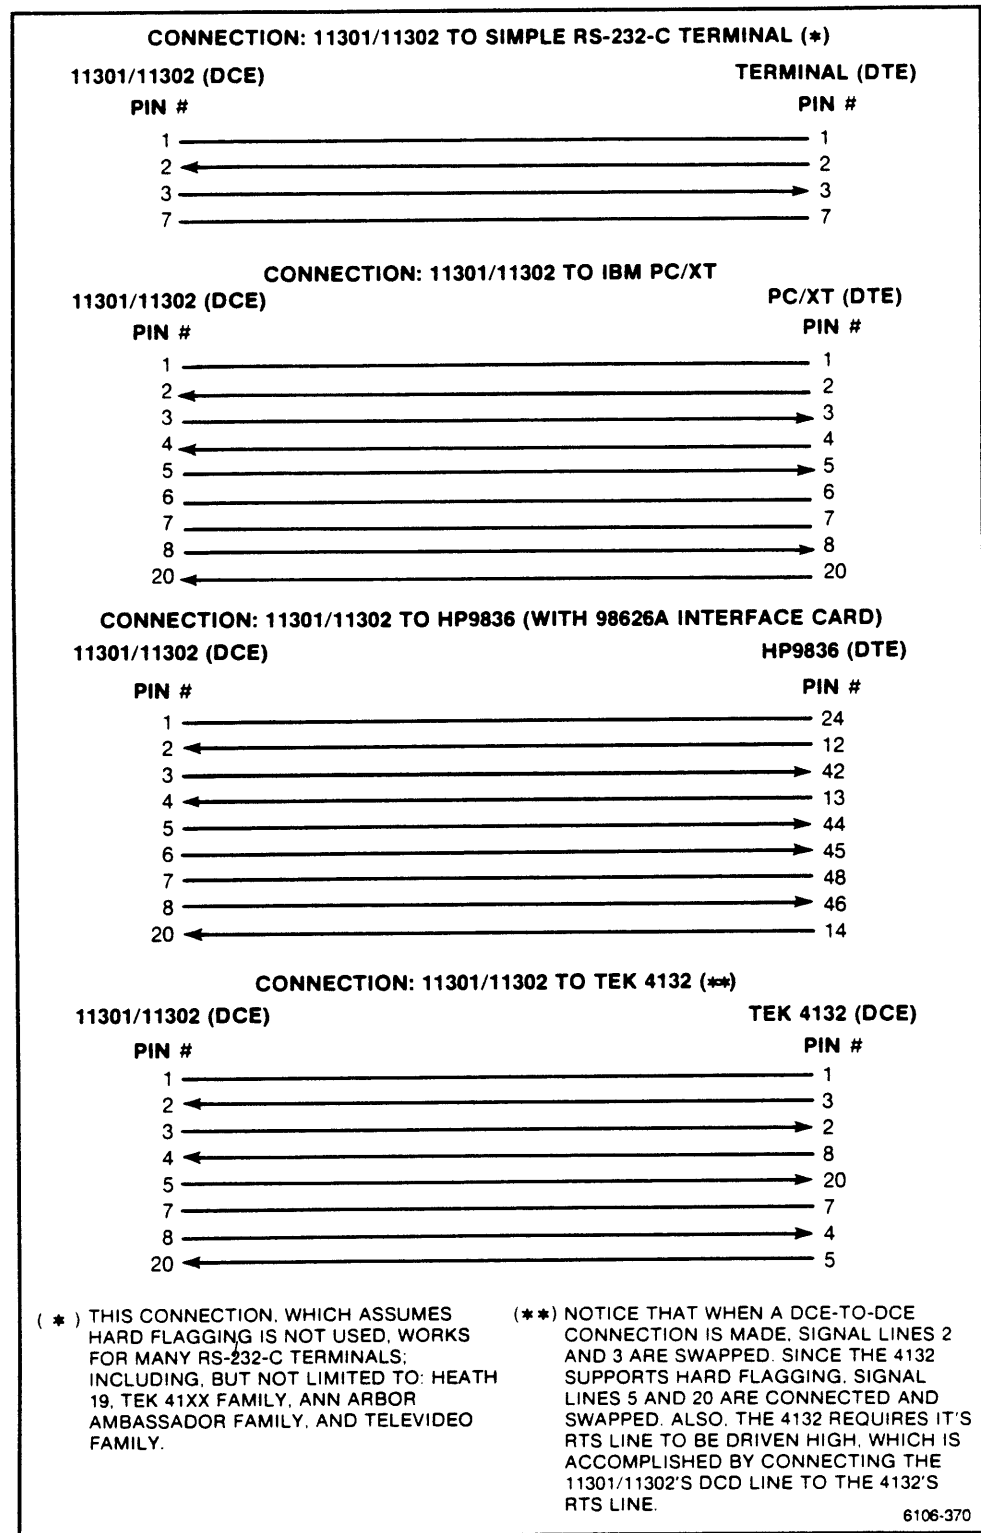 CONNECTION: 11301/11302 TO SIMPLE RS-232-C TERMINAL (*)
11301/11302 (DCE) TERMINAL (DTE)
PIN # PIN #
1 1
2 2
3 3
7 7
CONNECTION: 11301/11302 TO IBM PC/XT
11301/11302 (DCE) PC/XT (DTE)
PIN # PIN #
1 1
2 2
3 3
4 4
5 5
6 6
7 7
8 8
20 20
CONNECTION: 11301/11302 TO HP9836 (WITH 98626A INTERFACE CARD)
11301/11302 (DCE) HP9836 (DTE)
PIN # PIN #
1 24
2 12
3 42
4 13
5 44
6 45
7 48
8 46
20 14
CONNECTION: 11301/11302 TO TEK 4132 (**)
11301/11302 (DCE) TEK 4132 (DCE)
PIN # PIN #
1 1
2 3
3 2
4 8
5 20
7 7
8 4
20 5
( * ) THIS CONNECTION, WHICH ASSUMES
HARD FLAGGING IS NOT USED, WORKS
FOR MANY RS-232-C TERMINALS;
INCLUDING, BUT NOT LIMITED TO: HEATH
19, TEK 41XX FAMILY, ANN ARBOR
AMBASSADOR FAMILY, AND TELEVIDEO
FAMILY.
(**) NOTICE THAT WHEN A DCE-TO-DCE
CONNECTION IS MADE, SIGNAL LINES 2
AND 3 ARE SWAPPED. SINCE THE 4132
SUPPORTS HARD FLAGGING, SIGNAL
LINES 5 AND 20 ARE CONNECTED AND
SWAPPED. ALSO, THE 4132 REQUIRES IT'S
RTS LINE TO BE DRIVEN HIGH, WHICH IS
ACCOMPLISHED BY CONNECTING THE
11301/11302'S DCD LINE TO THE 4132'S
RTS LINE.
6106-370